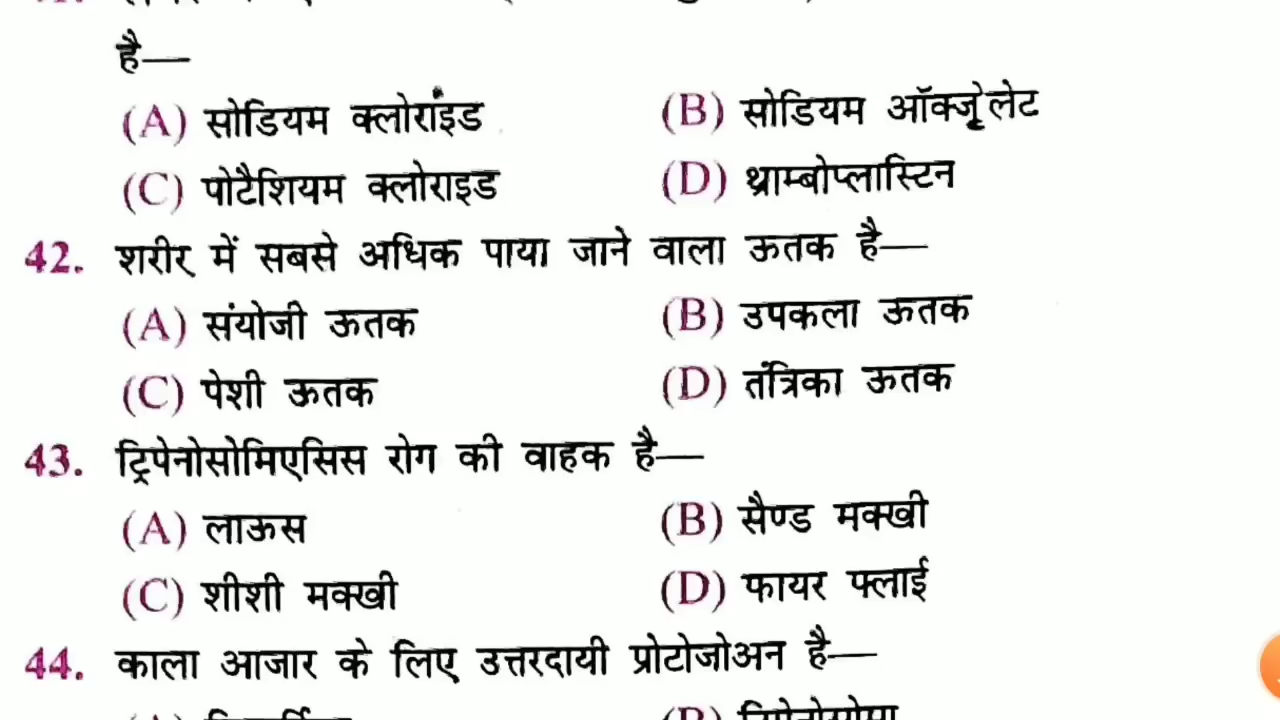 है—
(A) सोडियम क्लोराइड (B) सोडियम ऑक्जेलेट
(C) पोटैशियम क्लोराइड (D) थ्राम्बोप्लास्टिन
42. शरीर में सबसे अधिक पाया जाने वाला ऊतक है—
(A) संयोजी ऊतक (B) उपकला ऊतक
(C) पेशी ऊतक (D) तंत्रिका ऊतक
43. ट्रिपेनोसोमिएसिस रोग की वाहक है—
(A) लाऊस (B) सैण्ड मक्खी
(C) शीशी मक्खी (D) फायर फ्लाई
44. काला आजार के लिए उत्तरदायी प्रोटोजोअन है—